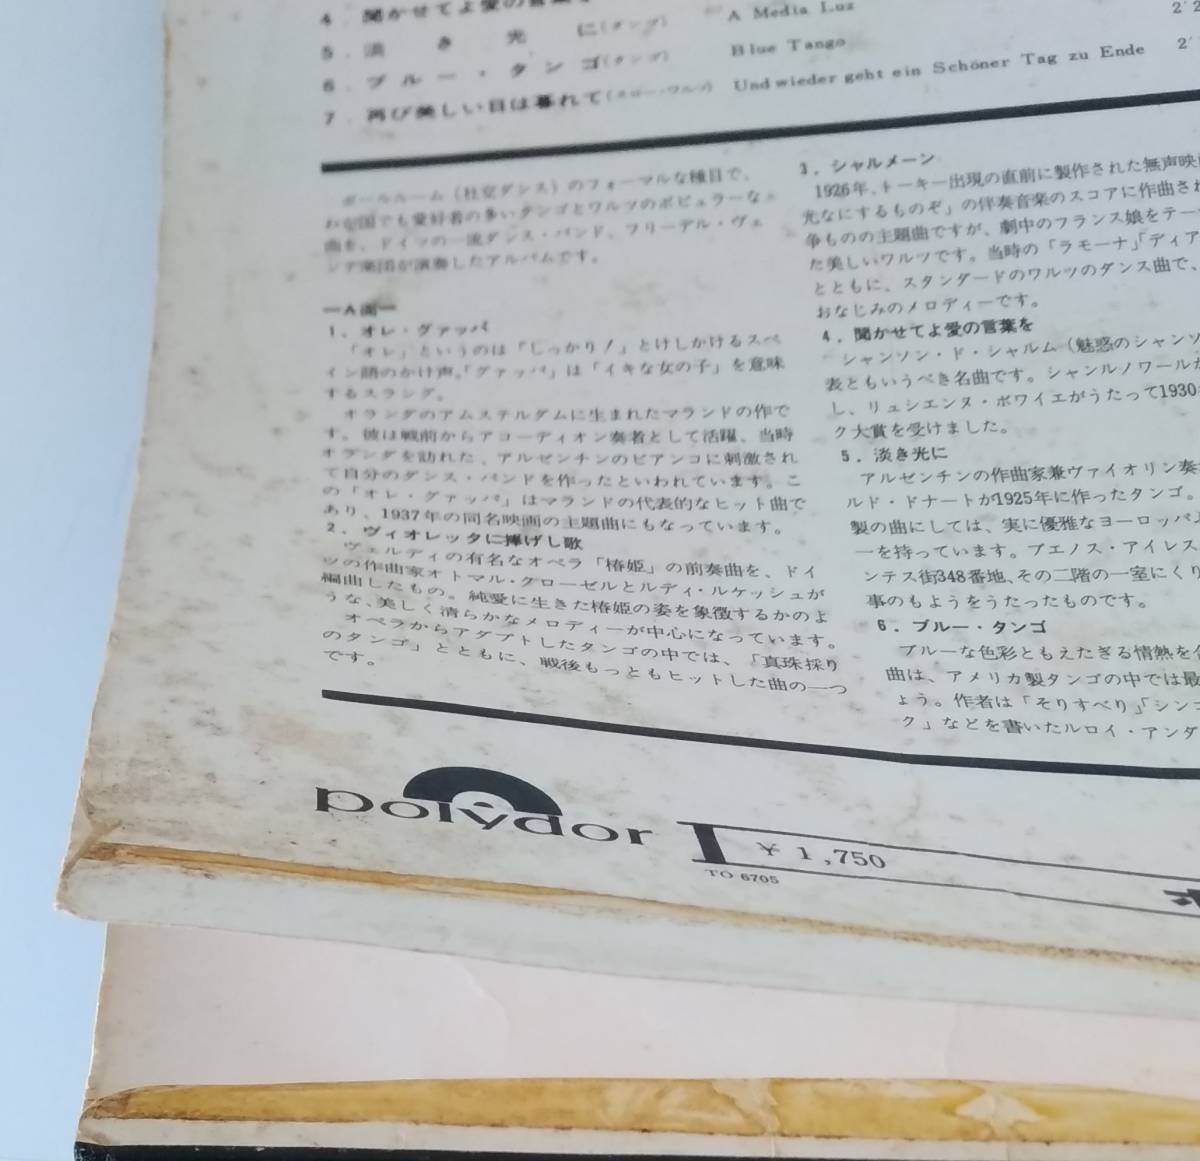 4．聞かせてよ愛の言葉を
5．淡き光に(タンゴ) A Media Luz 2′2
6．ブルー・タンゴ(タンゴ) Blue Tango 2′
7．再び美しい日は暮れて(スロー・ワルツ) Und wieder geht ein Schöner Tag zu Ende
ボールルーム（社交ダンス）のフォーマルな種目で、
わが国でも愛好者の多いタンゴとワルツのポピュラーな
曲を、ドイツの一流ダンス・バンド、フリーデル・ヴェ
ンデ楽団が演奏したアルバムです。
—A面—
1．オレ・グァッパ
「オレ」というのは「しっかり！」とけしかけるスペ
イン語のかけ声。「グァッパ」は「イキな女の子」を意味
するスラング。
オランダのアムステルダムに生まれたマランドの作で
す。彼は戦前からアコーディオン奏者として活躍、当時
オランダを訪れた、アルゼンチンのビアンコに刺激され
て自分のダンス・バンドを作ったといわれています。こ
の「オレ・グァッパ」はマランドの代表的なヒット曲で
あり、1937年の同名映画の主題曲にもなっています。
2．ヴィオレッタに捧げし歌
ヴェルディの有名なオペラ「椿姫」の前奏曲を、ドイ
ツの作曲家オトマル・グローゼルとルディ・ルケッシュが
編曲したもの。純愛に生きた椿姫の姿を象徴するかのよ
うな、美しく清らかなメロディーが中心になっています。
オペラからアダプトしたタンゴの中では、「真珠採り
のタンゴ」とともに、戦後もっともヒットした曲の一つ
です。
3．シャルメーン
1926年、トーキー出現の直前に製作された無声映
光なにするものぞ」の伴奏音楽のスコアに作曲さ
争ものの主題曲ですが、劇中のフランス娘をテー
た美しいワルツです。当時の「ラモーナ」「ディア
とともに、スタンダードのワルツのダンス曲で、
おなじみのメロディーです。
4．聞かせてよ愛の言葉を
シャンソン・ド・シャルム（魅惑のシャンソ
表ともいうべき名曲です。シャンルノワールが
し、リュシエンヌ・ボワイエがうたって1930
ク大賞を受けました。
5．淡き光に
アルゼンチンの作曲家兼ヴァイオリン奏
ルド・ドナートが1925年に作ったタンゴ。
製の曲にしては、実に優雅なヨーロッパ
ーを持っています。ブエノス・アイレス
ンテス街348番地、その二階の一室にくり
事のもようをうたったものです。
6．ブルー・タンゴ
ブルーな色彩ともえたぎる情熱を
曲は、アメリカ製タンゴの中では最
ょう。作者は「そりすべり」「シン
ク」などを書いたルロイ・アンダ
polydor I ￥1,750
TO 6705